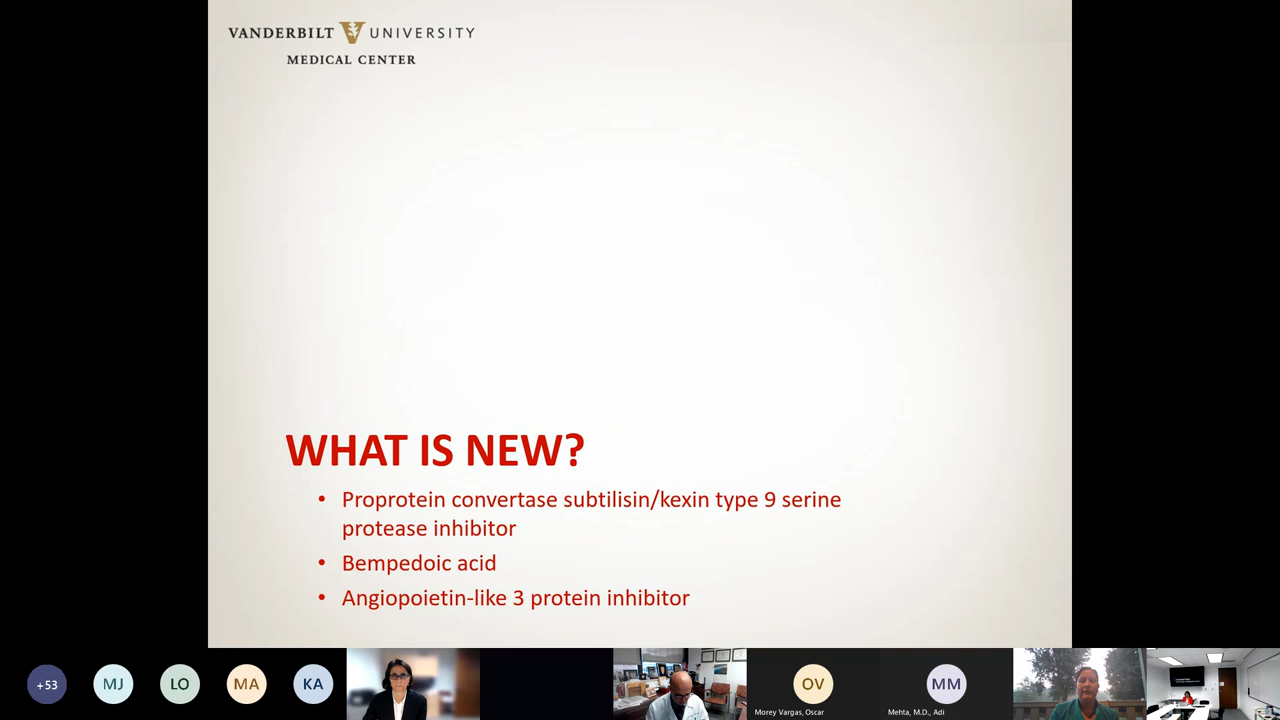 VANDERBILT V UNIVERSITY
MEDICAL CENTER
WHAT IS NEW?
• Proprotein convertase subtilisin/kexin type 9 serine
protease inhibitor
• Bempedoic acid
• Angiopoietin-like 3 protein inhibitor
+53 MJ LO MA KA OV MM
Morey Vargas, Oscar Mehta, M.D., Adi